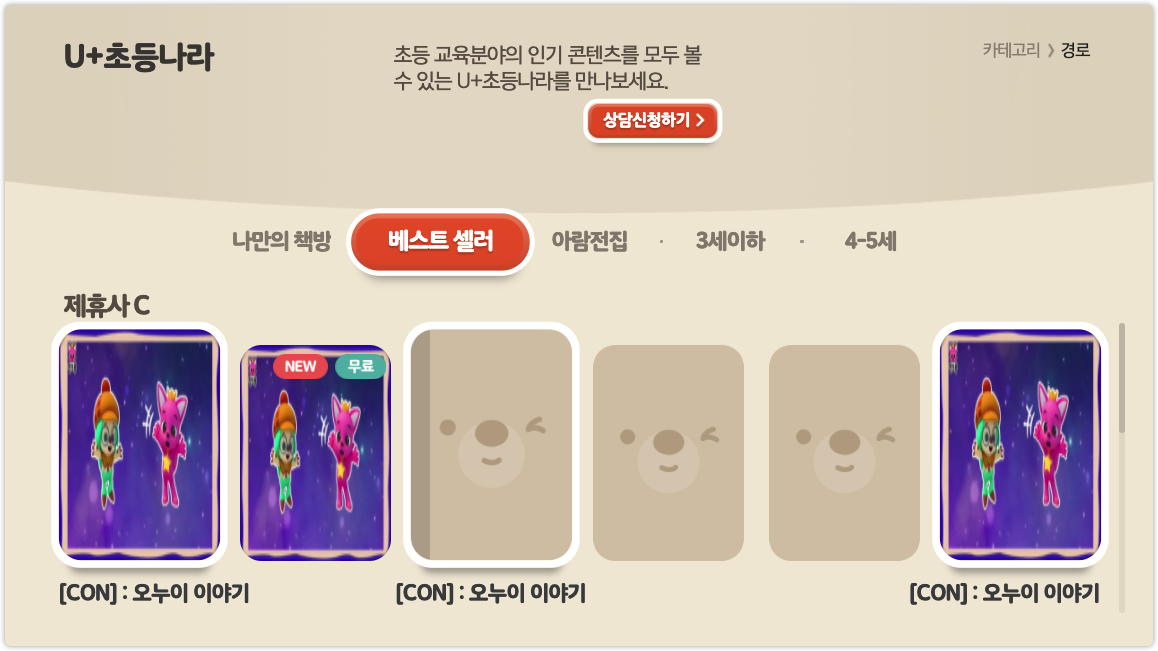 U+초등나라
초등 교육분야의 인기 콘텐츠를 모두 볼
수 있는 U+초등나라를 만나보세요.
카테고리 > 경로
상담신청하기 >
나만의 책방
베스트 셀러
아람전집 · 3세이하 · 4-5세
제휴사 C
NEW 무료
[CON] : 오누이 이야기
[CON] : 오누이 이야기
[CON] : 오누이 이야기